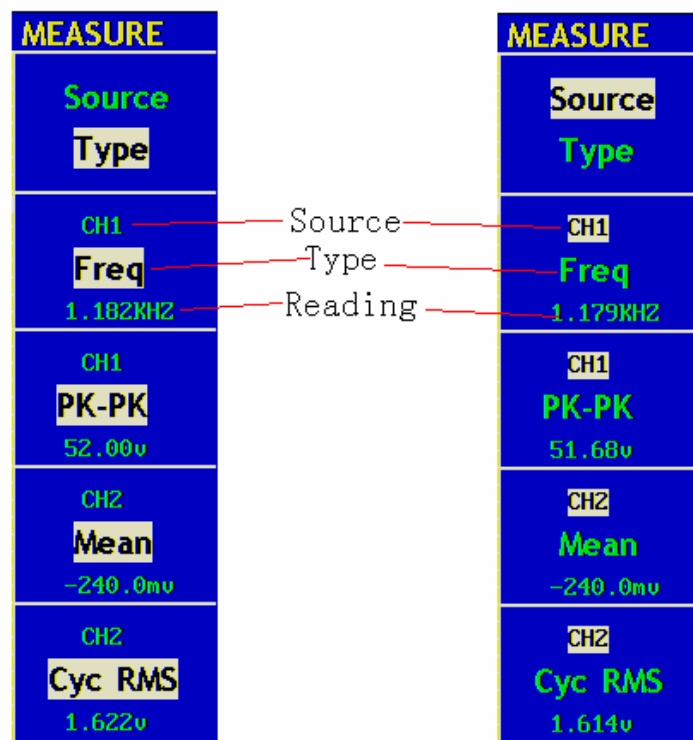 MEASURE
Source
Type
CH1
Freq
1.182KHZ
CH1
PK-PK
52.00v
CH2
Mean
-240.0mv
CH2
Cyc RMS
1.622v
Source
Type
Reading
MEASURE
Source
Type
CH1
Freq
1.179KHZ
CH1
PK-PK
51.68v
CH2
Mean
-240.0mv
CH2
Cyc RMS
1.614v